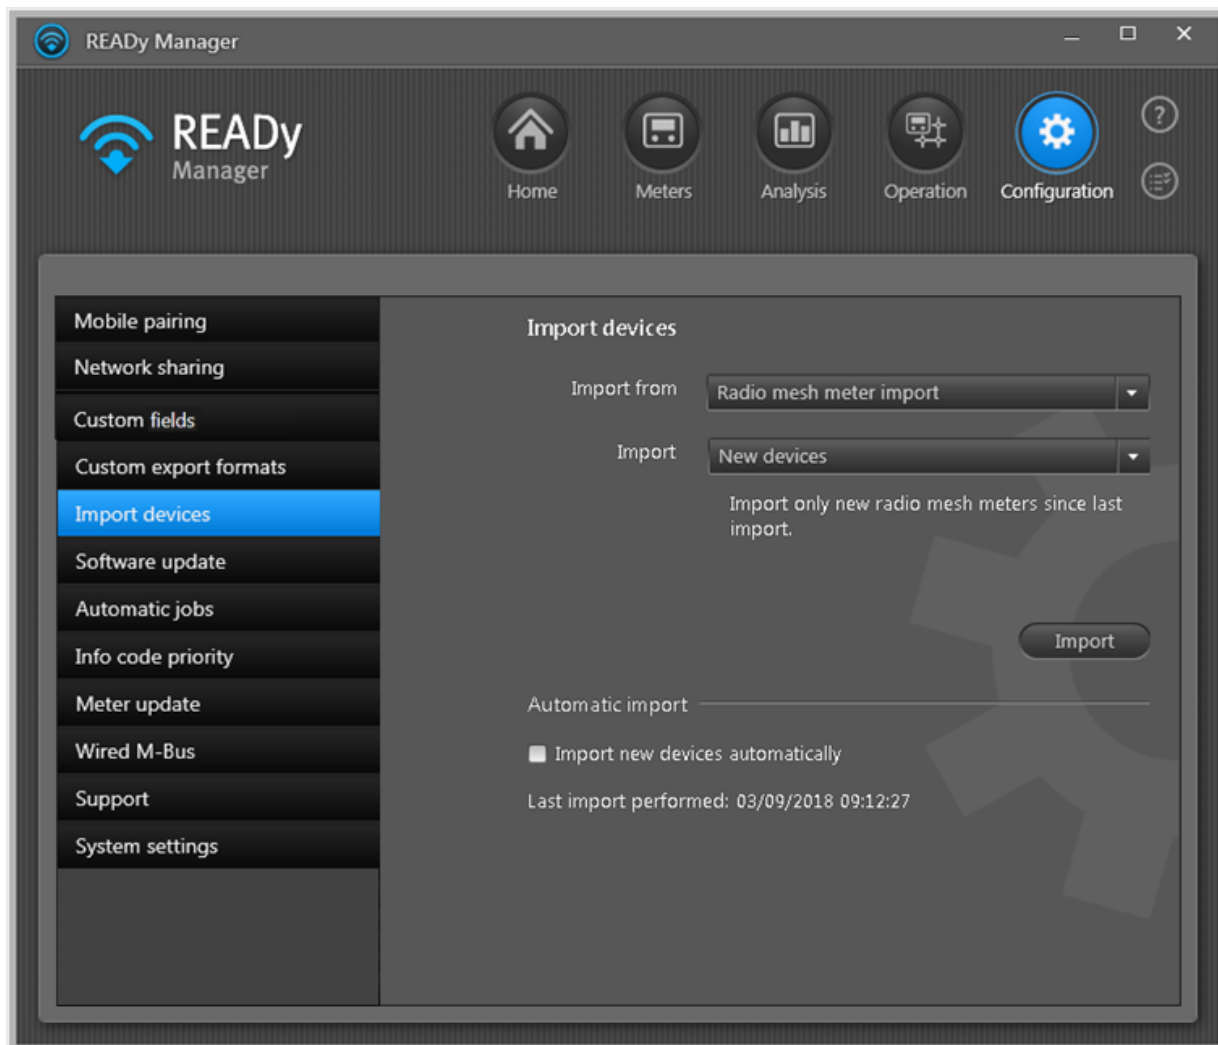 READy Manager
READy
Manager
?
Home
Meters
Analysis
Operation
Configuration
Mobile pairing
Network sharing
Custom fields
Custom export formats
Import devices
Software update
Automatic jobs
Info code priority
Meter update
Wired M-Bus
Support
System settings
Import devices
Import from
Radio mesh meter import
Import
New devices
Import only new radio mesh meters since last
import.
Import
Automatic import
Import new devices automatically
Last import performed: 03/09/2018 09:12:27